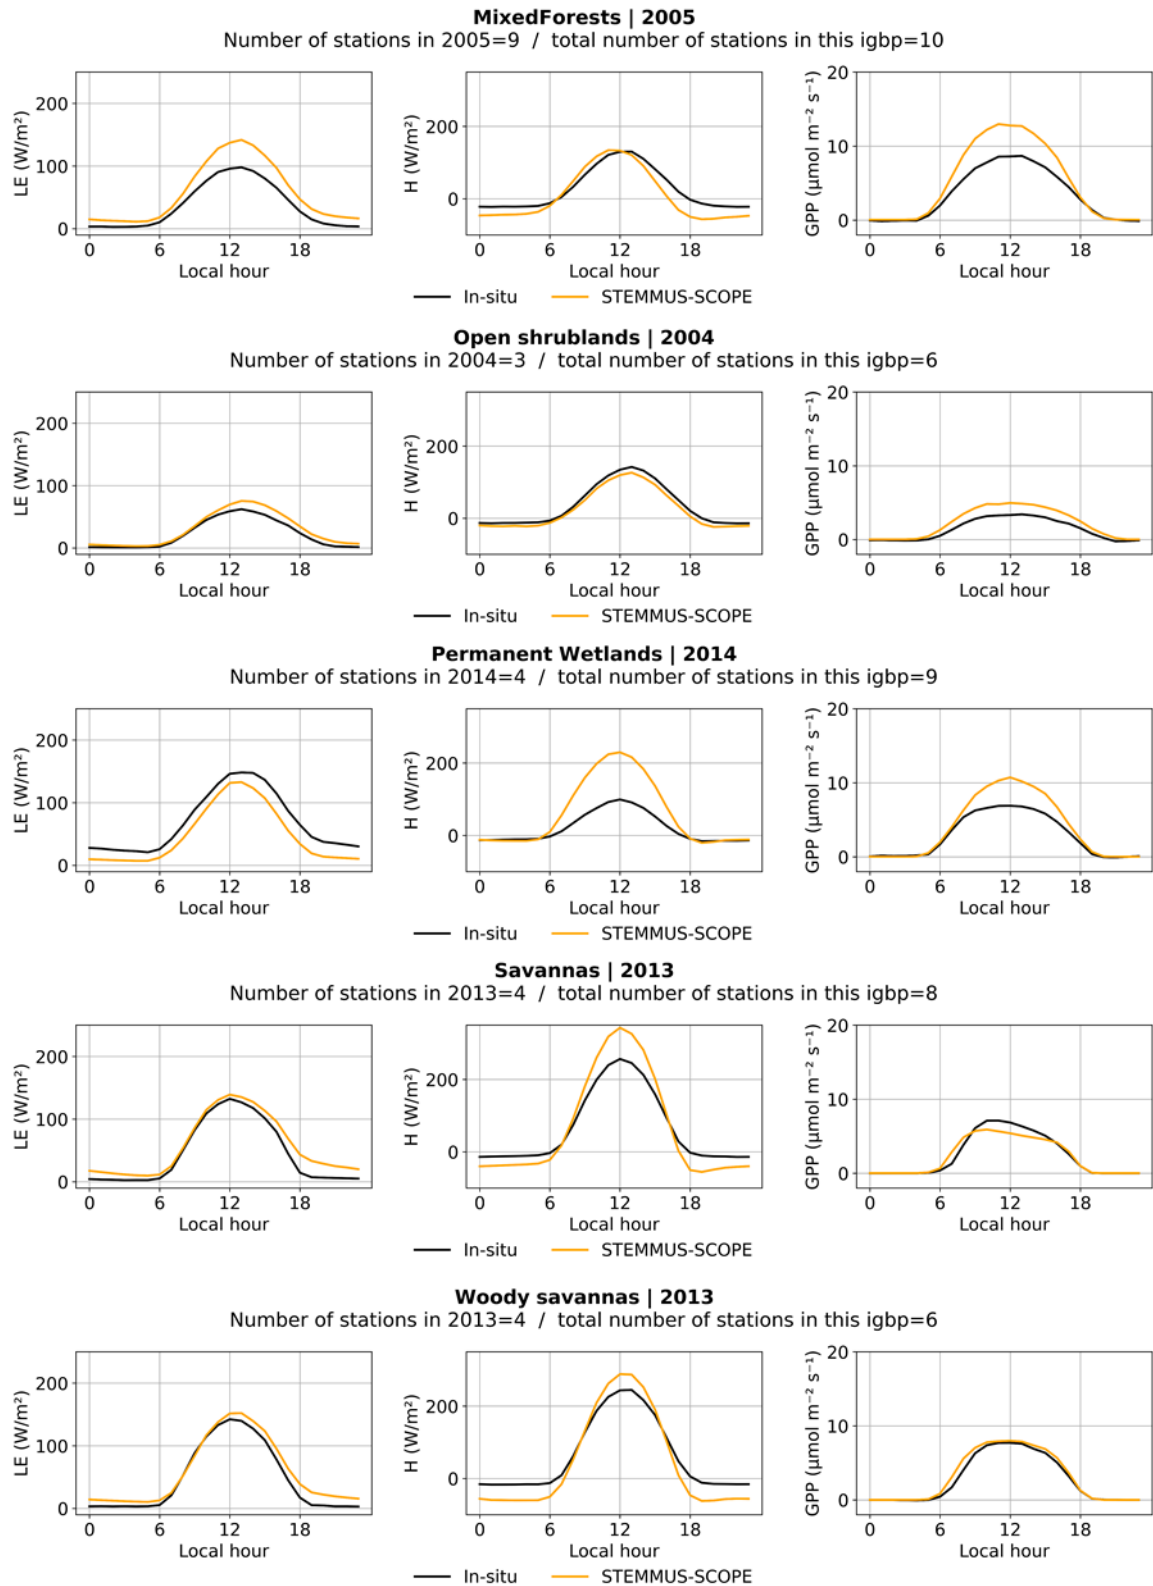 MixedForests | 2005
Number of stations in 2005=9 / total number of stations in this igbp=10
LE (W/m²)
200
100
0
0 6 12 18
Local hour
H (W/m²)
200
0
0 6 12 18
Local hour
GPP (μmol m⁻² s⁻¹)
20
10
0
0 6 12 18
Local hour
In-situ STEMMUS-SCOPE
Open shrublands | 2004
Number of stations in 2004=3 / total number of stations in this igbp=6
LE (W/m²)
200
100
0
0 6 12 18
Local hour
H (W/m²)
200
0
0 6 12 18
Local hour
GPP (μmol m⁻² s⁻¹)
20
10
0
0 6 12 18
Local hour
In-situ STEMMUS-SCOPE
Permanent Wetlands | 2014
Number of stations in 2014=4 / total number of stations in this igbp=9
LE (W/m²)
200
100
0
0 6 12 18
Local hour
H (W/m²)
200
0
0 6 12 18
Local hour
GPP (μmol m⁻² s⁻¹)
20
10
0
0 6 12 18
Local hour
In-situ STEMMUS-SCOPE
Savannas | 2013
Number of stations in 2013=4 / total number of stations in this igbp=8
LE (W/m²)
200
100
0
0 6 12 18
Local hour
H (W/m²)
200
0
0 6 12 18
Local hour
GPP (μmol m⁻² s⁻¹)
20
10
0
0 6 12 18
Local hour
In-situ STEMMUS-SCOPE
Woody savannas | 2013
Number of stations in 2013=4 / total number of stations in this igbp=6
LE (W/m²)
200
100
0
0 6 12 18
Local hour
H (W/m²)
200
0
0 6 12 18
Local hour
GPP (μmol m⁻² s⁻¹)
20
10
0
0 6 12 18
Local hour
In-situ STEMMUS-SCOPE